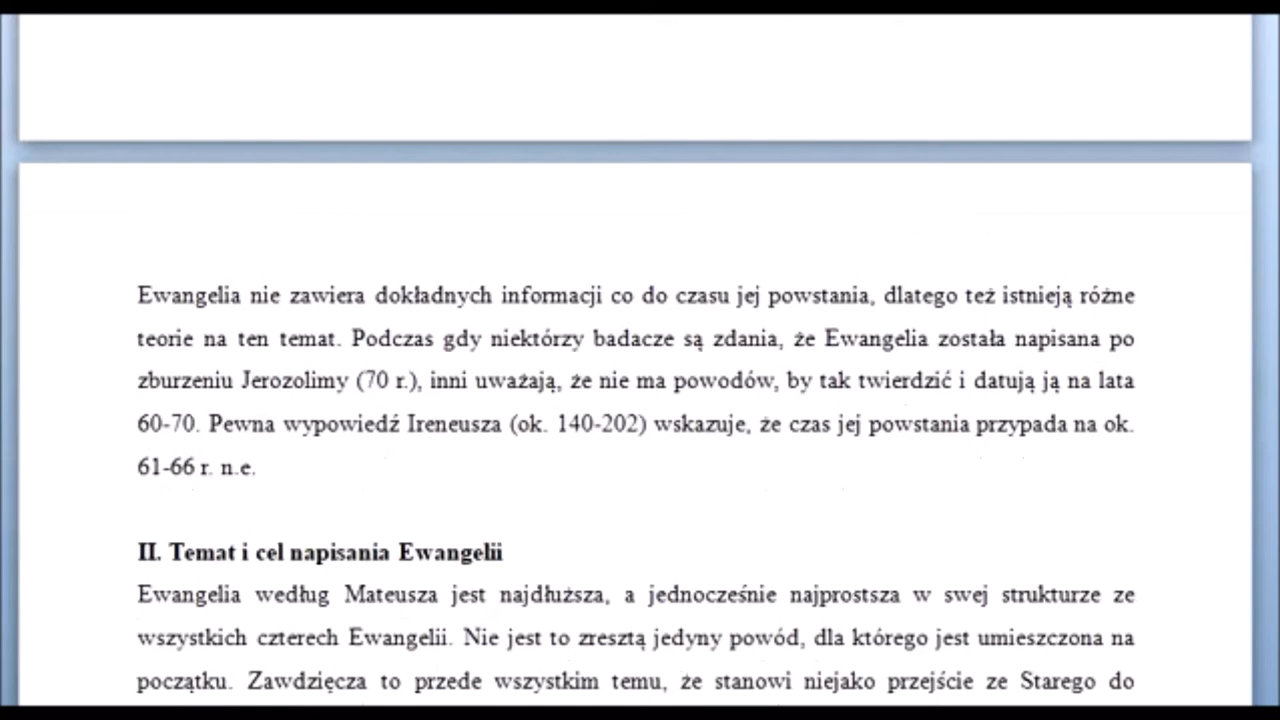 Ewangelia nie zawiera dokładnych informacji co do czasu jej powstania, dlatego też istnieją różne
teorie na ten temat. Podczas gdy niektórzy badacze są zdania, że Ewangelia została napisana po
zburzeniu Jerozolimy (70 r.), inni uważają, że nie ma powodów, by tak twierdzić i datują ją na lata
60-70. Pewna wypowiedź Ireneusza (ok. 140-202) wskazuje, że czas jej powstania przypada na ok.
61-66 r. n.e.
II. Temat i cel napisania Ewangelii
Ewangelia według Mateusza jest najdłuższa, a jednocześnie najprostsza w swej strukturze ze
wszystkich czterech Ewangelii. Nie jest to zresztą jedyny powód, dla którego jest umieszczona na
początku. Zawdzięcza to przede wszystkim temu, że stanowi niejako przejście ze Starego do